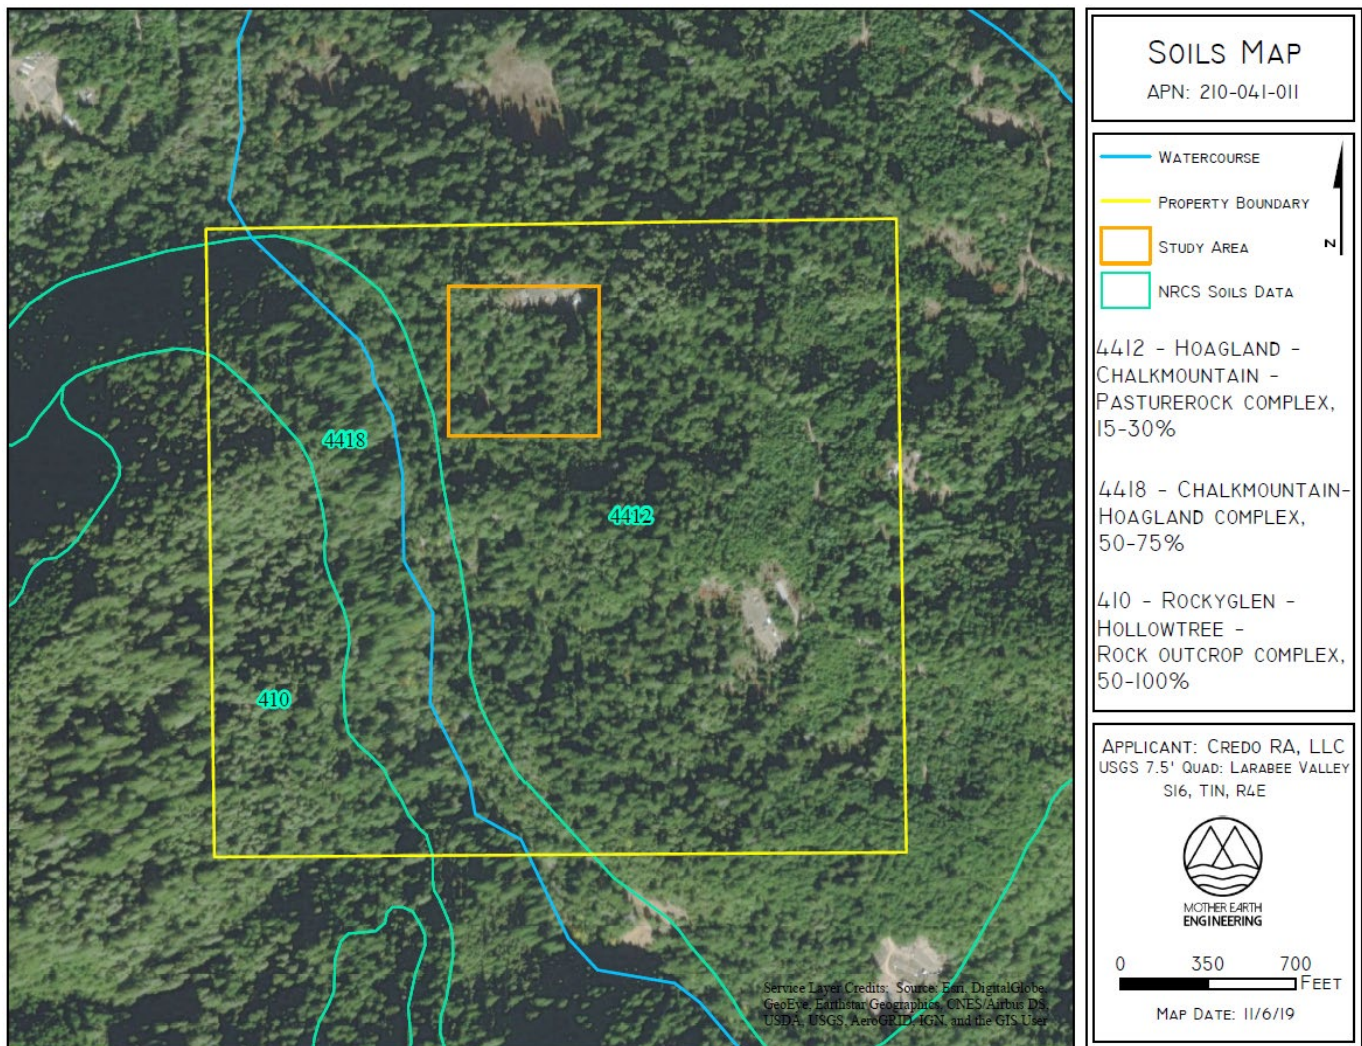 SOILS MAP
APN: 210-041-011
WATERCOURSE
PROPERTY BOUNDARY
STUDY AREA
NRCS SOILS DATA
N
4412 - HOAGLAND -
CHALKMOUNTAIN -
PASTUREROCK COMPLEX,
15-30%
4418 - CHALKMOUNTAIN-
HOAGLAND COMPLEX,
50-75%
410 - ROCKYGLEN -
HOLLOWTREE -
ROCK OUTCROP COMPLEX,
50-100%
APPLICANT: CREDO RA, LLC
USGS 7.5' QUAD: LARABEE VALLEY
S16, T1N, R4E
MOTHER EARTH
ENGINEERING
0 350 700
FEET
MAP DATE: 11/6/19
4418
4412
410
Service Layer Credits: Source: Esri, DigitalGlobe,
GeoEye, Earthstar Geographics, CNES/Airbus DS,
USDA, USGS, AeroGRID, IGN, and the GIS User